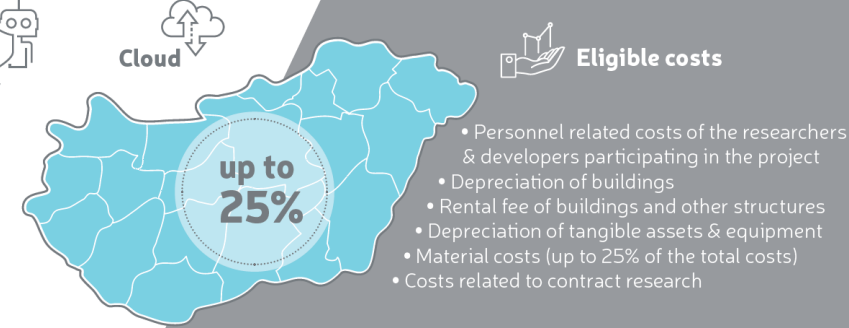 Cloud
up to
25%
Eligible costs
• Personnel related costs of the researchers
& developers participating in the project
• Depreciation of buildings
• Rental fee of buildings and other structures
• Depreciation of tangible assets & equipment
• Material costs (up to 25% of the total costs)
• Costs related to contract research